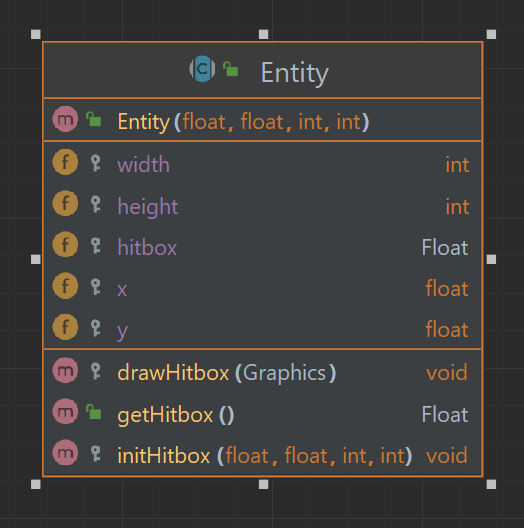 C Entity
m Entity(float, float, int, int)
f width int
f height int
f hitbox Float
f x float
f y float
m drawHitbox(Graphics) void
m getHitbox() Float
m initHitbox(float, float, int, int) void